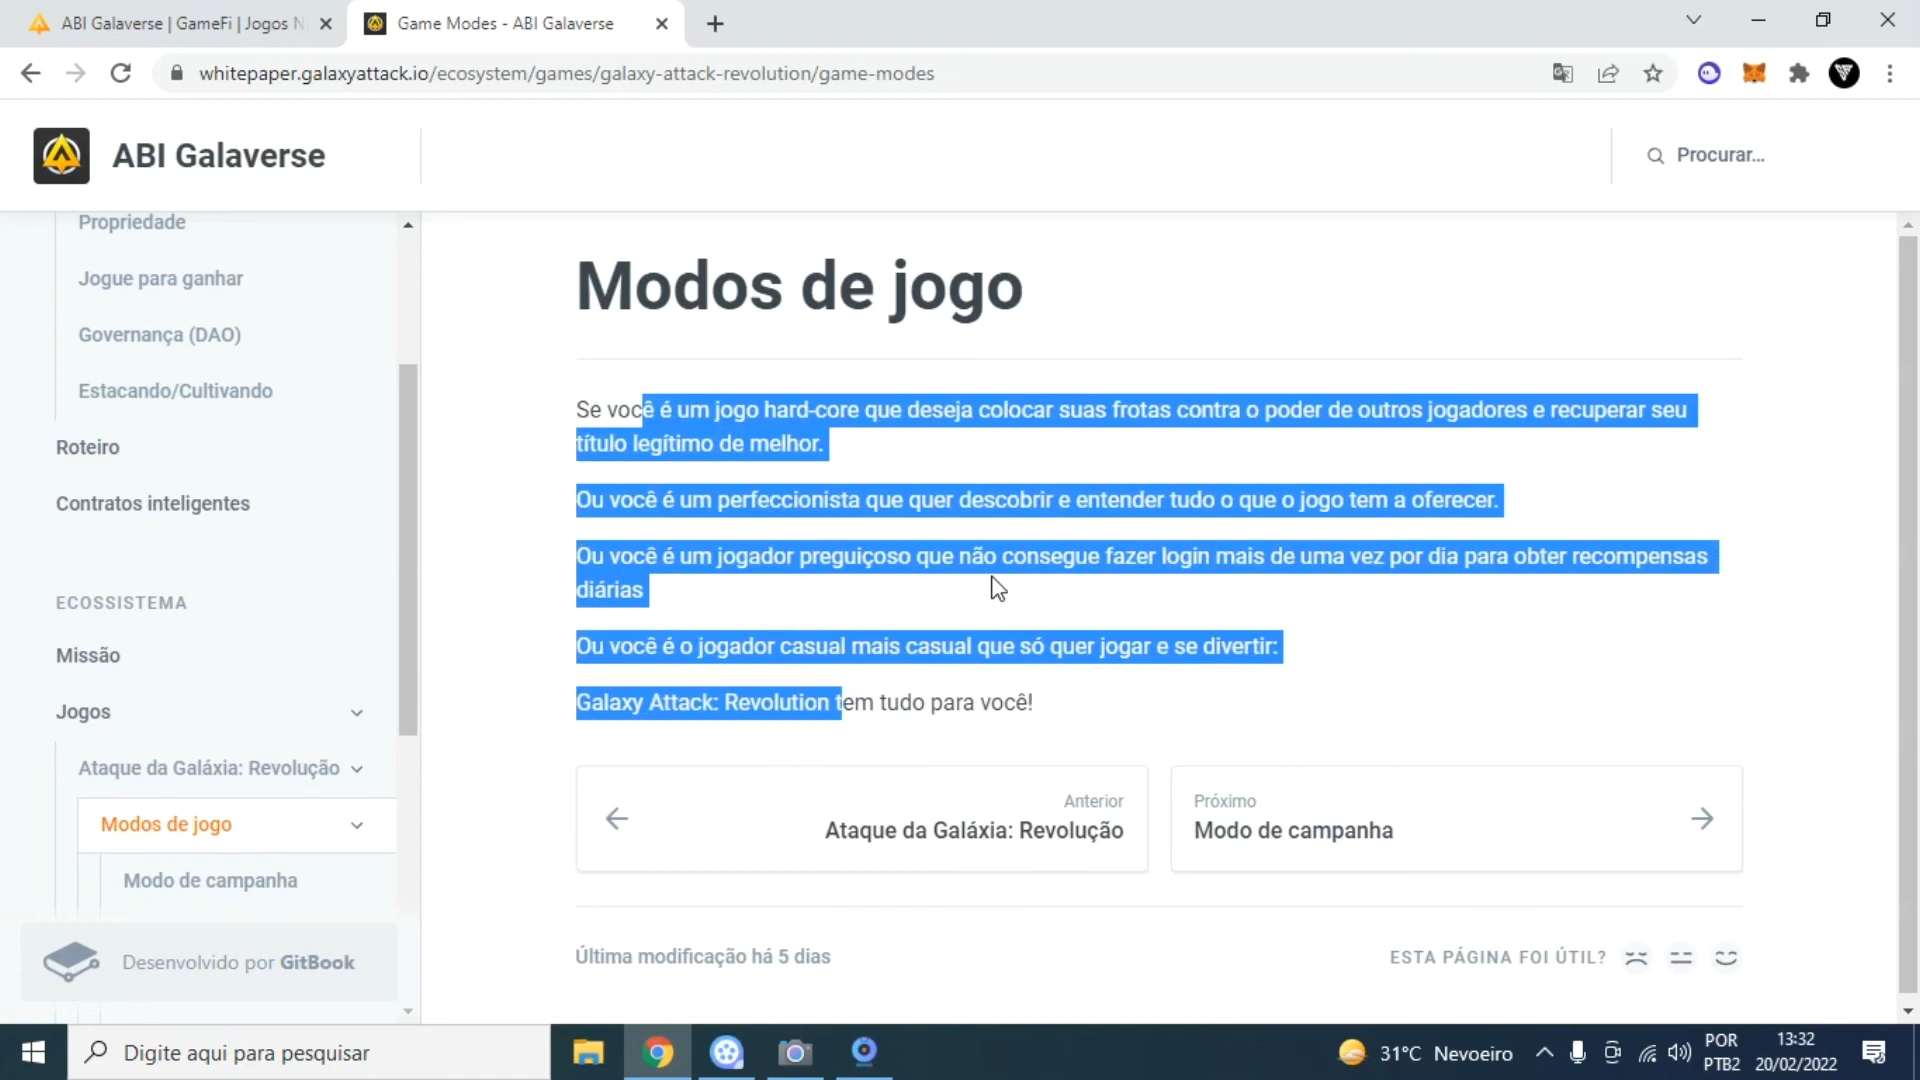 ABI Galaverse | GameFi | Jogos N
Game Modes - ABI Galaverse
whitepaper.galaxyattack.io/ecosystem/games/galaxy-attack-revolution/game-modes
ABI Galaverse
Procurar...
Propriedade
Jogue para ganhar
Governança (DAO)
Estacando/Cultivando
Roteiro
Contratos inteligentes
ECOSSISTEMA
Missão
Jogos
Ataque da Galáxia: Revolução
Modos de jogo
Modo de campanha
Desenvolvido por GitBook
Modos de jogo
Se você é um jogo hard-core que deseja colocar suas frotas contra o poder de outros jogadores e recuperar seu
título legítimo de melhor.
Ou você é um perfeccionista que quer descobrir e entender tudo o que o jogo tem a oferecer.
Ou você é um jogador preguiçoso que não consegue fazer login mais de uma vez por dia para obter recompensas
diárias
Ou você é o jogador casual mais casual que só quer jogar e se divertir:
Galaxy Attack: Revolution tem tudo para você!
Anterior
Ataque da Galáxia: Revolução
Próximo
Modo de campanha
Última modificação há 5 dias
ESTA PÁGINA FOI ÚTIL?
Digite aqui para pesquisar
31°C Nevoeiro
POR
PTB2
13:32
20/02/2022